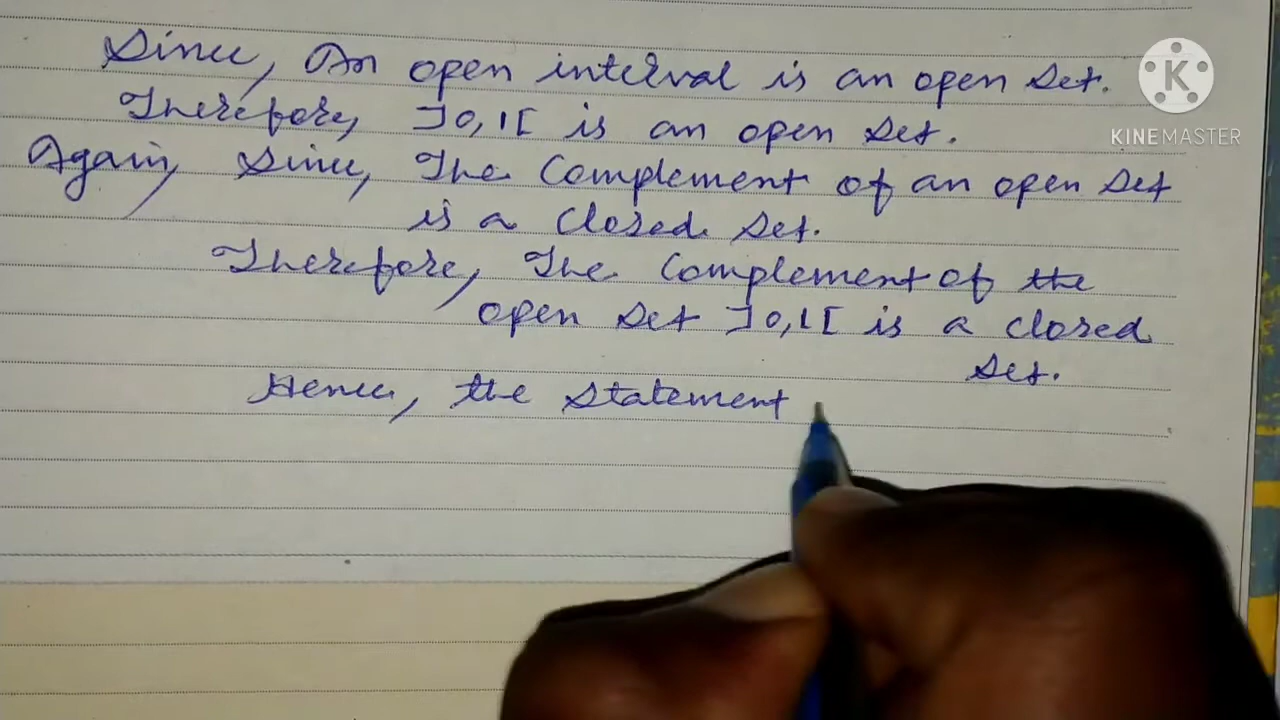 Since, An open interval is an open set.
KINEMASTER
Therefore, ]0,1[ is an open set.
Again, Since, The Complement of an open set
is a Closed set.
Therefore, The Complement of the
open set ]0,1[ is a closed
set.
Hence, the statement